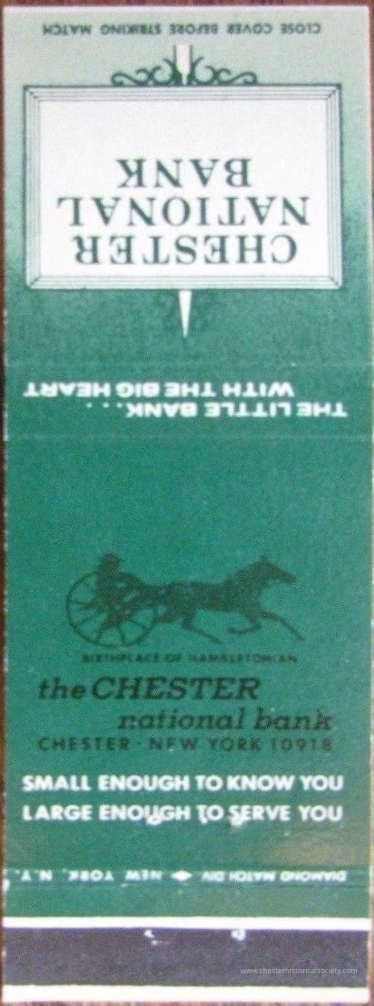 CLOSE COVER BEFORE STRIKING MATCH
CHESTER
NATIONAL
BANK
THE LITTLE BANK...
WITH THE BIG HEART
BIRTHPLACE OF HAMBLETONIAN
the CHESTER
national bank
CHESTER · NEW YORK 10918
SMALL ENOUGH TO KNOW YOU
LARGE ENOUGH TO SERVE YOU
DIAMOND MATCH DIV. NEW YORK, N.Y.
www.chesterhistoricalsociety.com